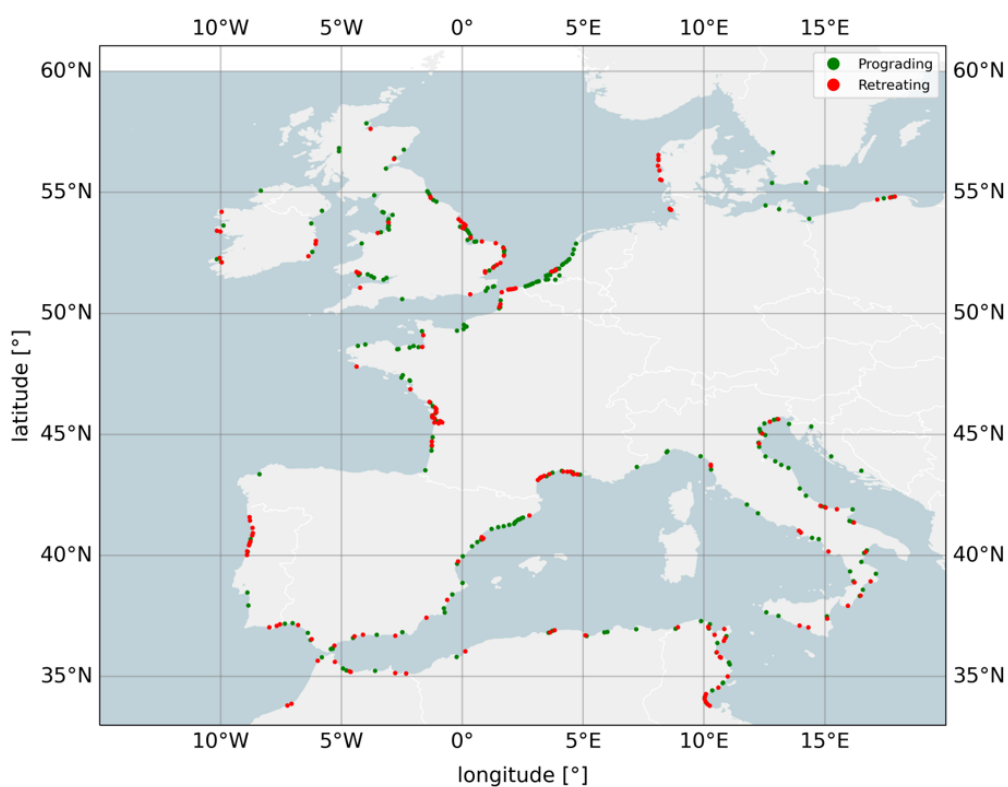 10°W 5°W 0° 5°E 10°E 15°E
60°N 60°N
Prograding
Retreating
55°N 55°N
50°N 50°N
latitude [°]
45°N 45°N
40°N 40°N
35°N 35°N
10°W 5°W 0° 5°E 10°E 15°E
longitude [°]